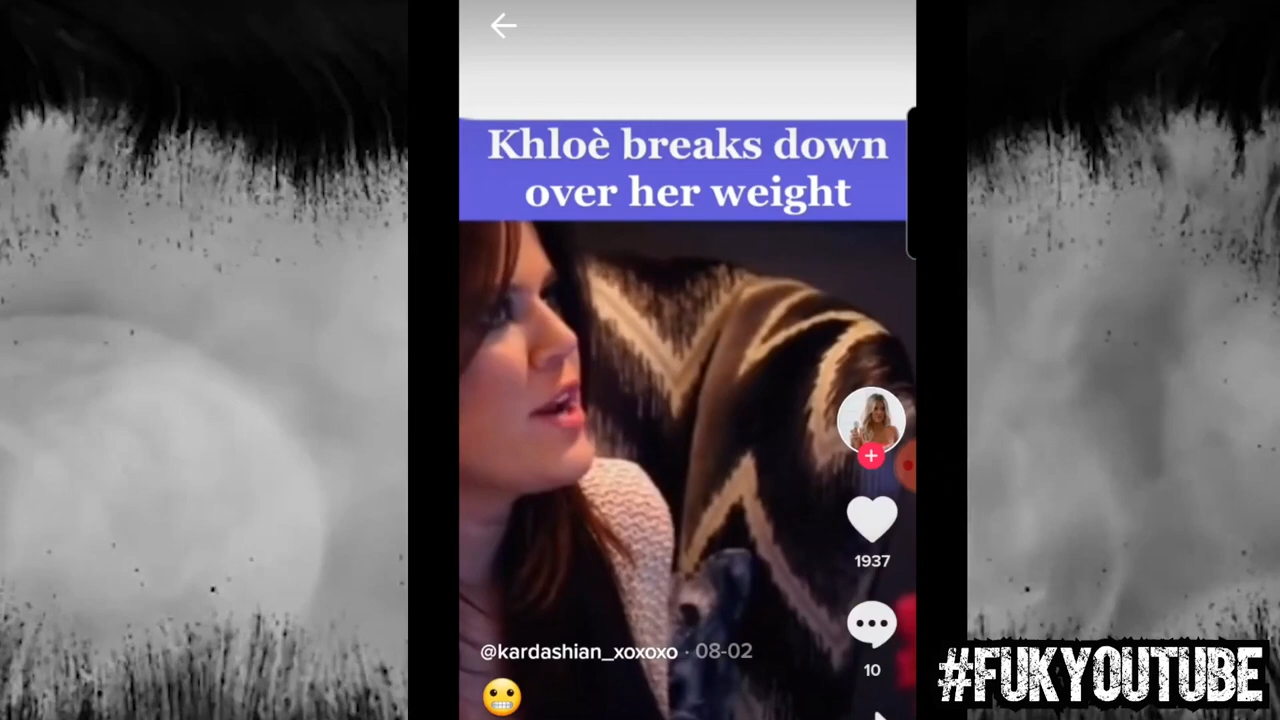 Khloè breaks down
over her weight
1937
@kardashian_xoxoxo · 08-02
10
😬
#FUKYOUTUBE